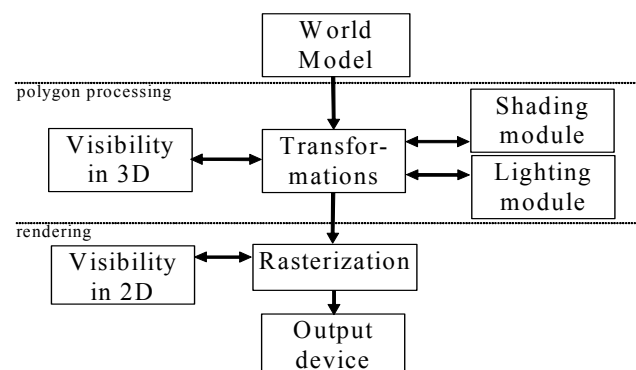 World
Model
polygon processing
Shading
module
Visibility
in 3D
Transfor-
mations
Lighting
module
rendering
Visibility
in 2D
Rasterization
Output
device